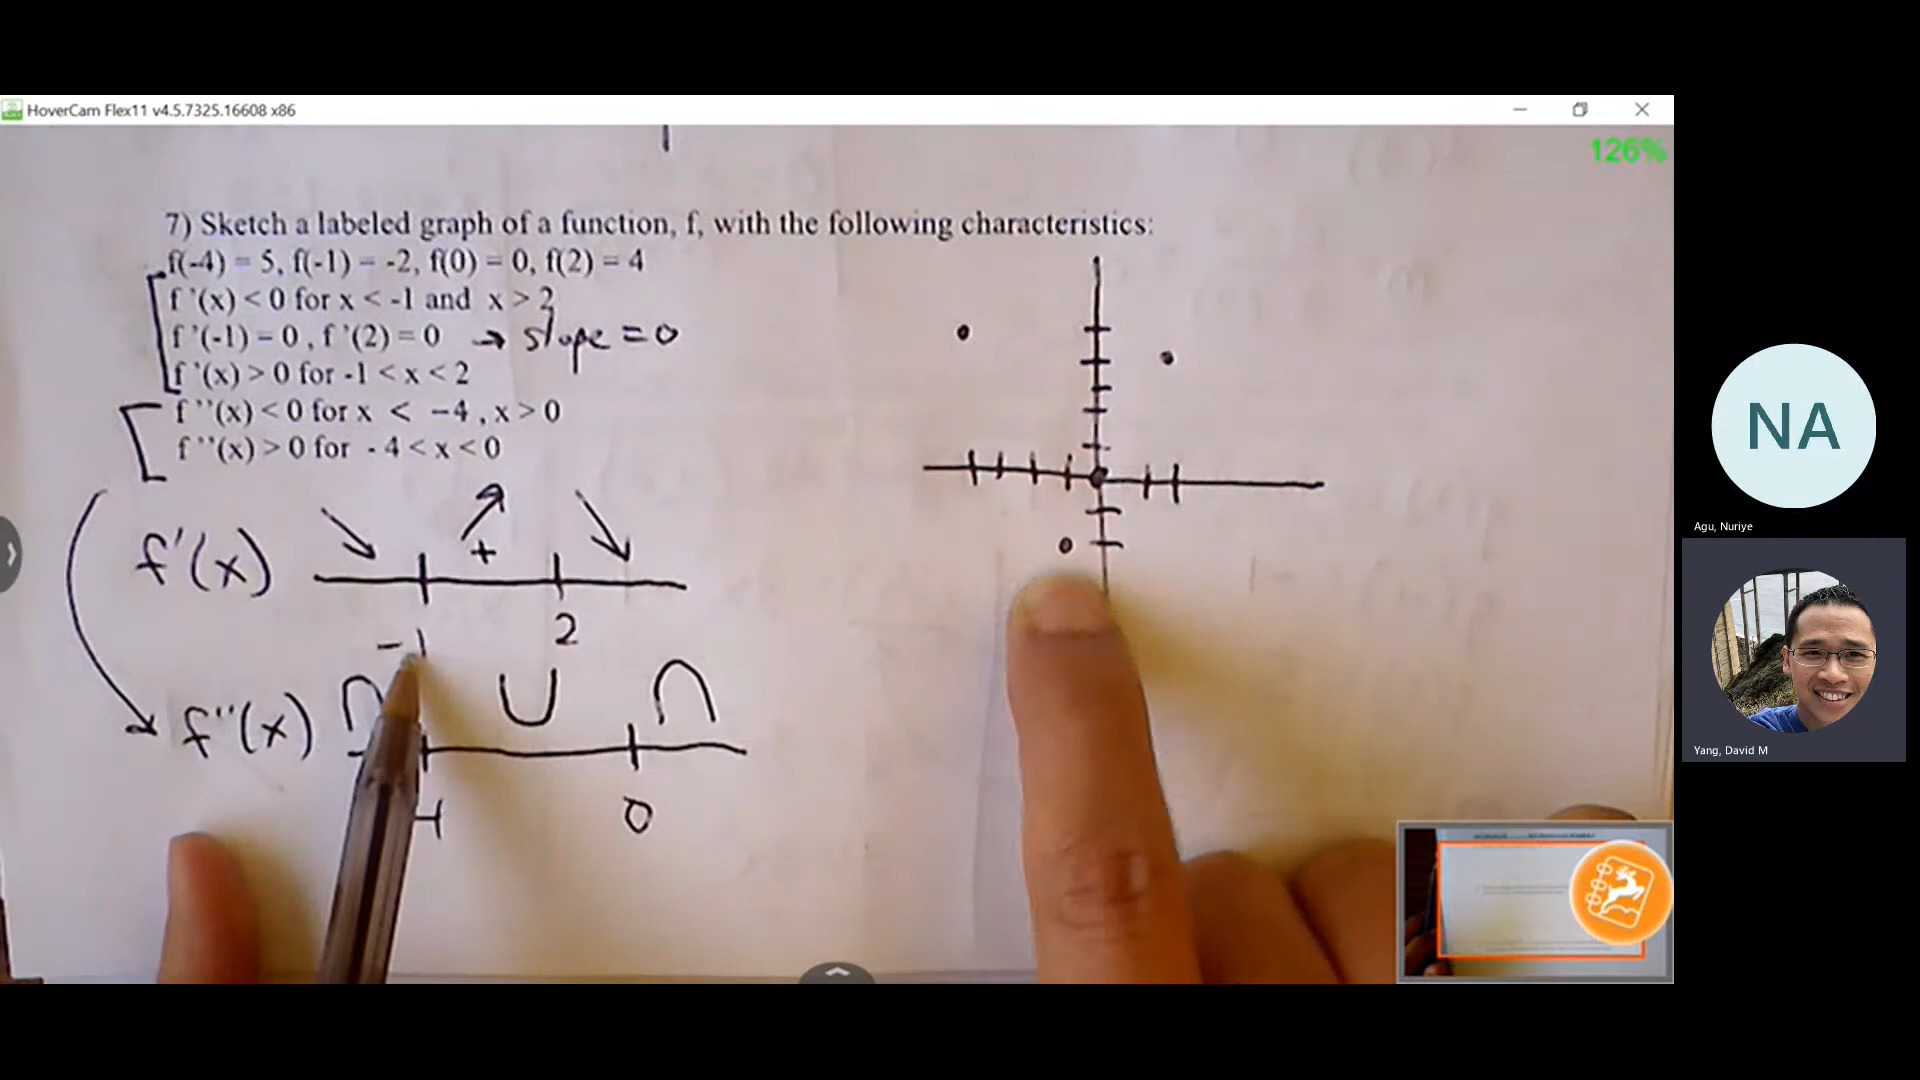 HoverCam Flex11 v4.5.7325.16608 x86
126%
7) Sketch a labeled graph of a function, f, with the following characteristics:
f(-4) = 5, f(-1) = -2, f(0) = 0, f(2) = 4
f '(x) < 0 for x < -1 and x > 2
f '(-1) = 0 , f '(2) = 0 → slope = 0
f '(x) > 0 for -1 < x < 2
f ''(x) < 0 for x < -4 , x > 0
f ''(x) > 0 for - 4 < x < 0
f'(x) +
-1 2
f"(x) ∩ ∪ ∩
0
NA
Agu, Nuriye
Yang, David M